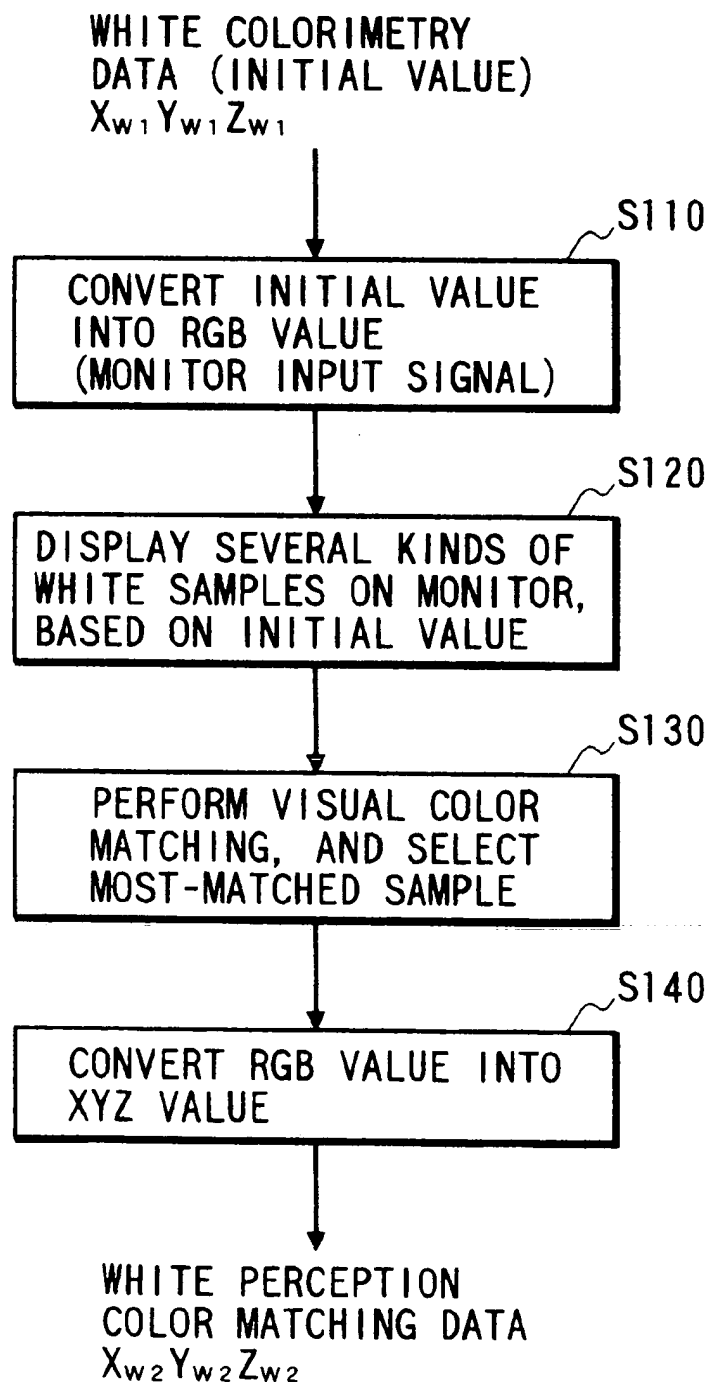 WHITE COLORIMETRY
DATA (INITIAL VALUE)
Xw1Yw1Zw1
S110
CONVERT INITIAL VALUE
INTO RGB VALUE
(MONITOR INPUT SIGNAL)
S120
DISPLAY SEVERAL KINDS OF
WHITE SAMPLES ON MONITOR,
BASED ON INITIAL VALUE
S130
PERFORM VISUAL COLOR
MATCHING, AND SELECT
MOST-MATCHED SAMPLE
S140
CONVERT RGB VALUE INTO
XYZ VALUE
WHITE PERCEPTION
COLOR MATCHING DATA
Xw2Yw2Zw2